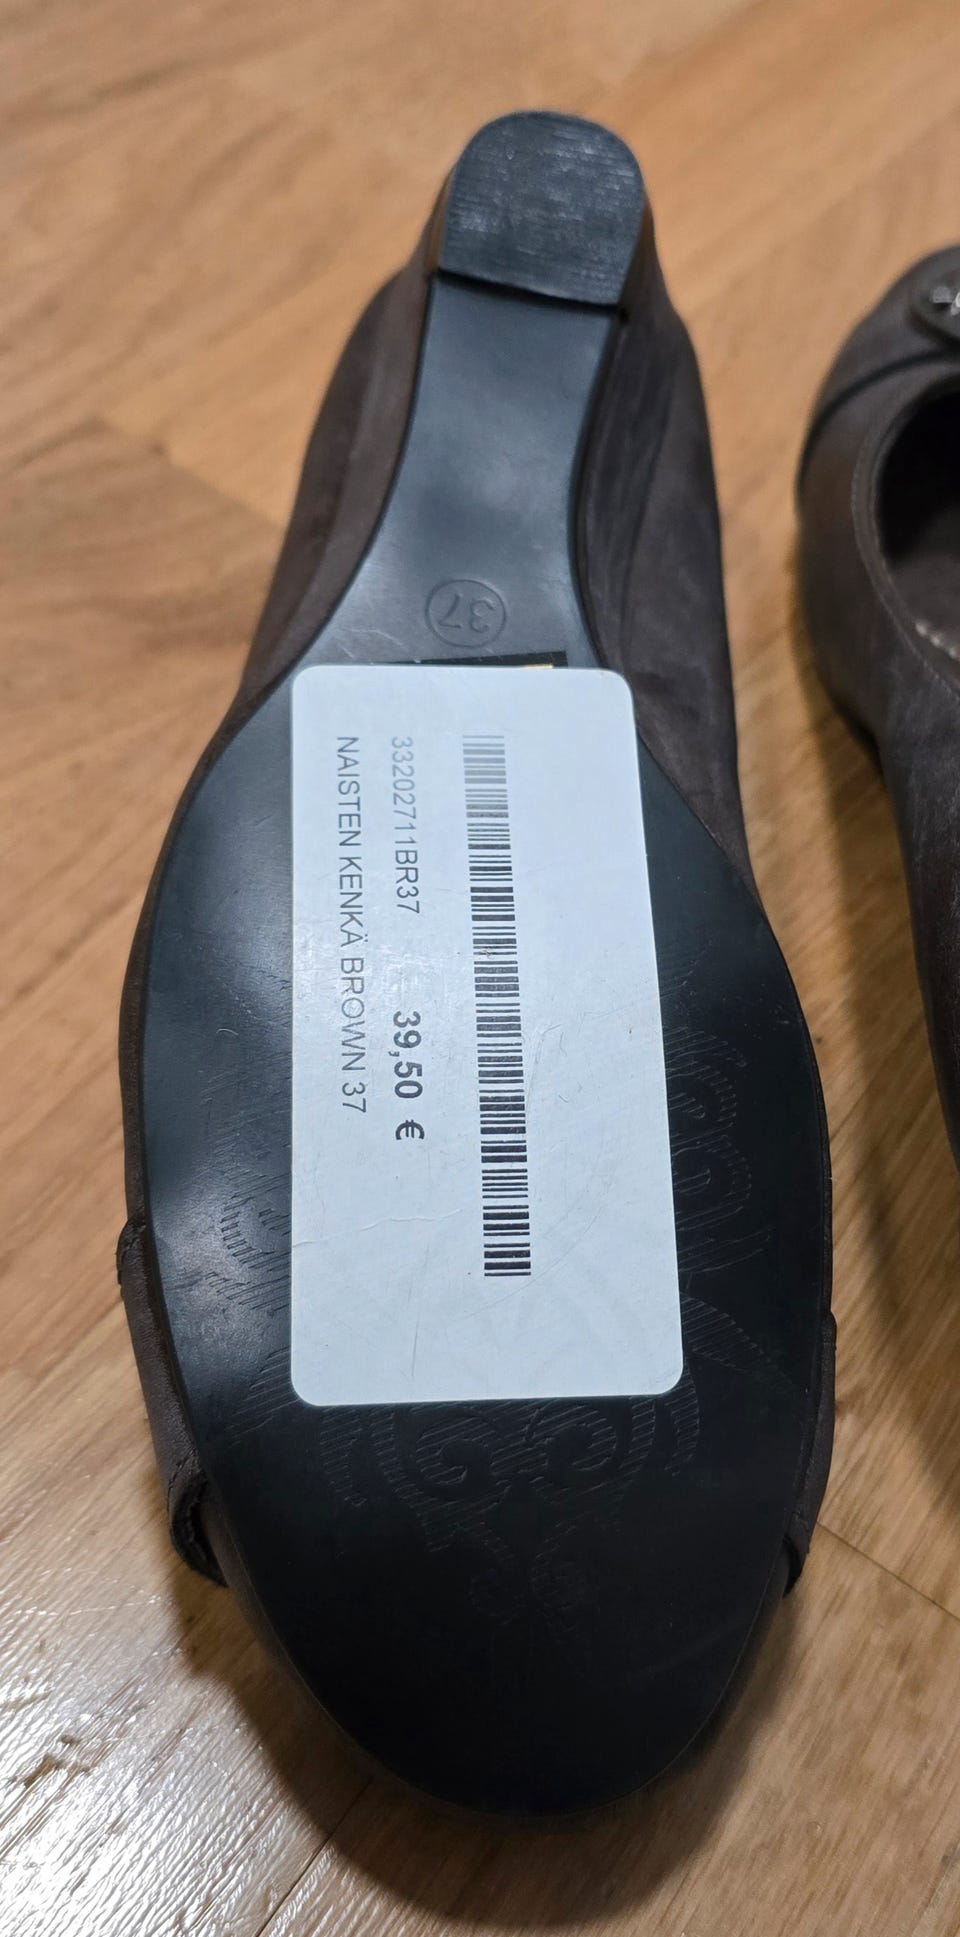 37
33202711BR37 39,50 €
NAISTEN KENKÄ BROWN 37